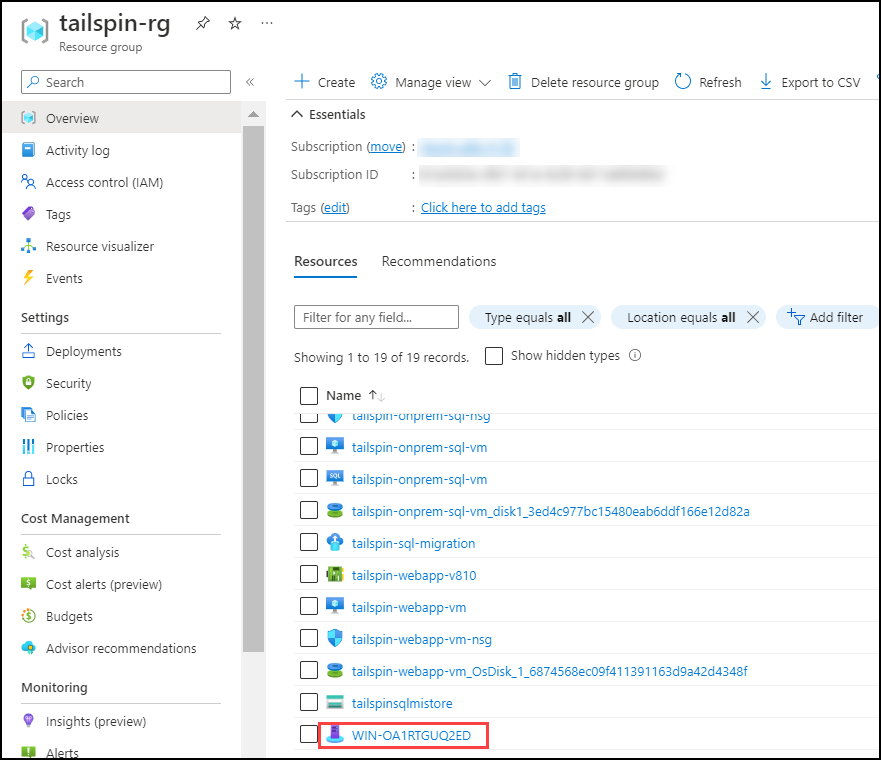 tailspin-rg
Resource group
Search
Create
Manage view
Delete resource group
Refresh
Export to CSV
Overview
Activity log
Access control (IAM)
Tags
Resource visualizer
Events
Settings
Deployments
Security
Policies
Properties
Locks
Cost Management
Cost analysis
Cost alerts (preview)
Budgets
Advisor recommendations
Monitoring
Insights (preview)
Alerts
Essentials
Subscription (move) :
Subscription ID :
Tags (edit) : Click here to add tags
Resources Recommendations
Filter for any field...
Type equals all
Location equals all
Add filter
Showing 1 to 19 of 19 records.
Show hidden types
Name
tailspin-onprem-sql-nsg
tailspin-onprem-sql-vm
SQL tailspin-onprem-sql-vm
tailspin-onprem-sql-vm_disk1_3ed4c977bc15480eab6ddf166e12d82a
tailspin-sql-migration
tailspin-webapp-v810
tailspin-webapp-vm
tailspin-webapp-vm-nsg
tailspin-webapp-vm_OsDisk_1_6874568ec09f411391163d9a42d4348f
tailspinsqlmistore
WIN-OA1RTGUQ2ED